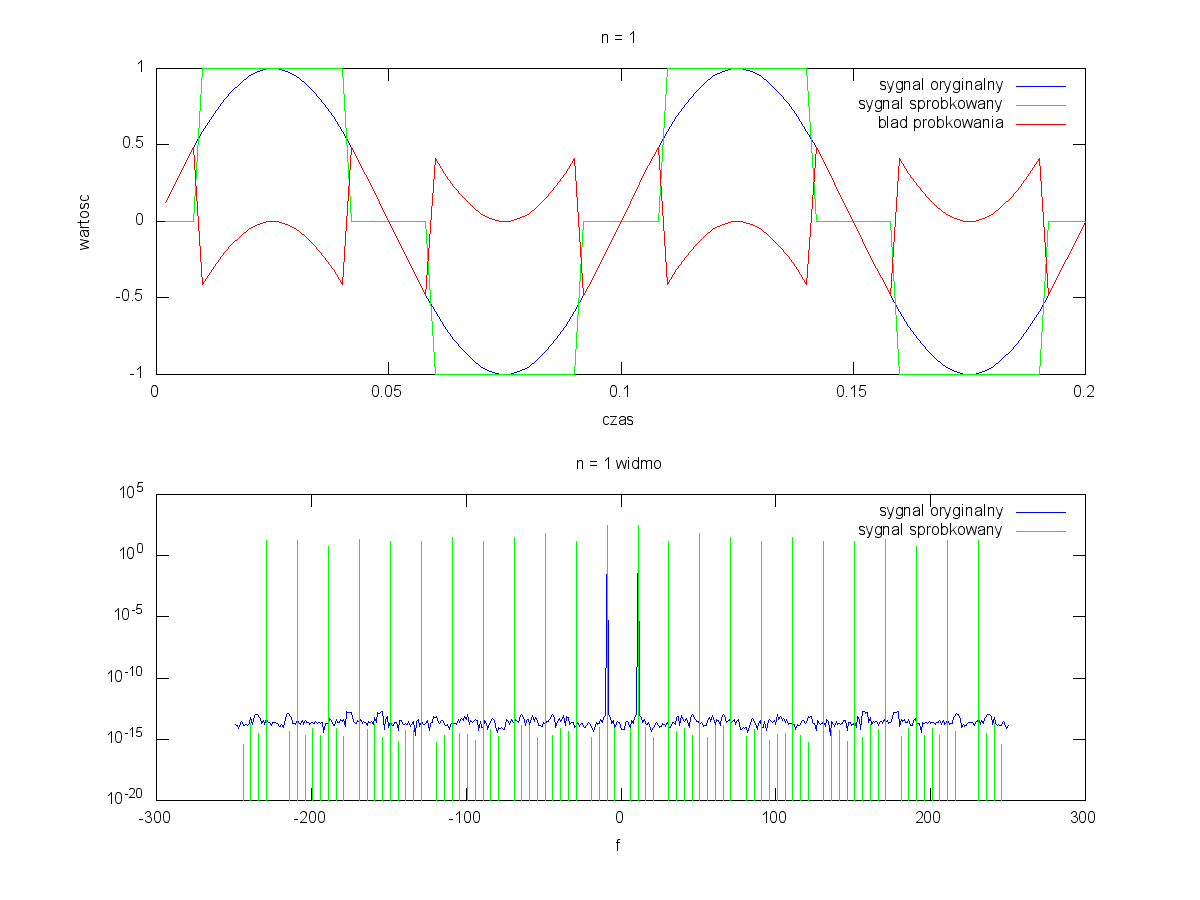 n = 1
1
0.5
0
-0.5
-1
wartosc
sygnal oryginalny
sygnal sprobkowany
blad probkowania
0 0.05 0.1 0.15 0.2
czas
n = 1 widmo
10^5
10^0
10^-5
10^-10
10^-15
10^-20
sygnal oryginalny
sygnal sprobkowany
-300 -200 -100 0 100 200 300
f